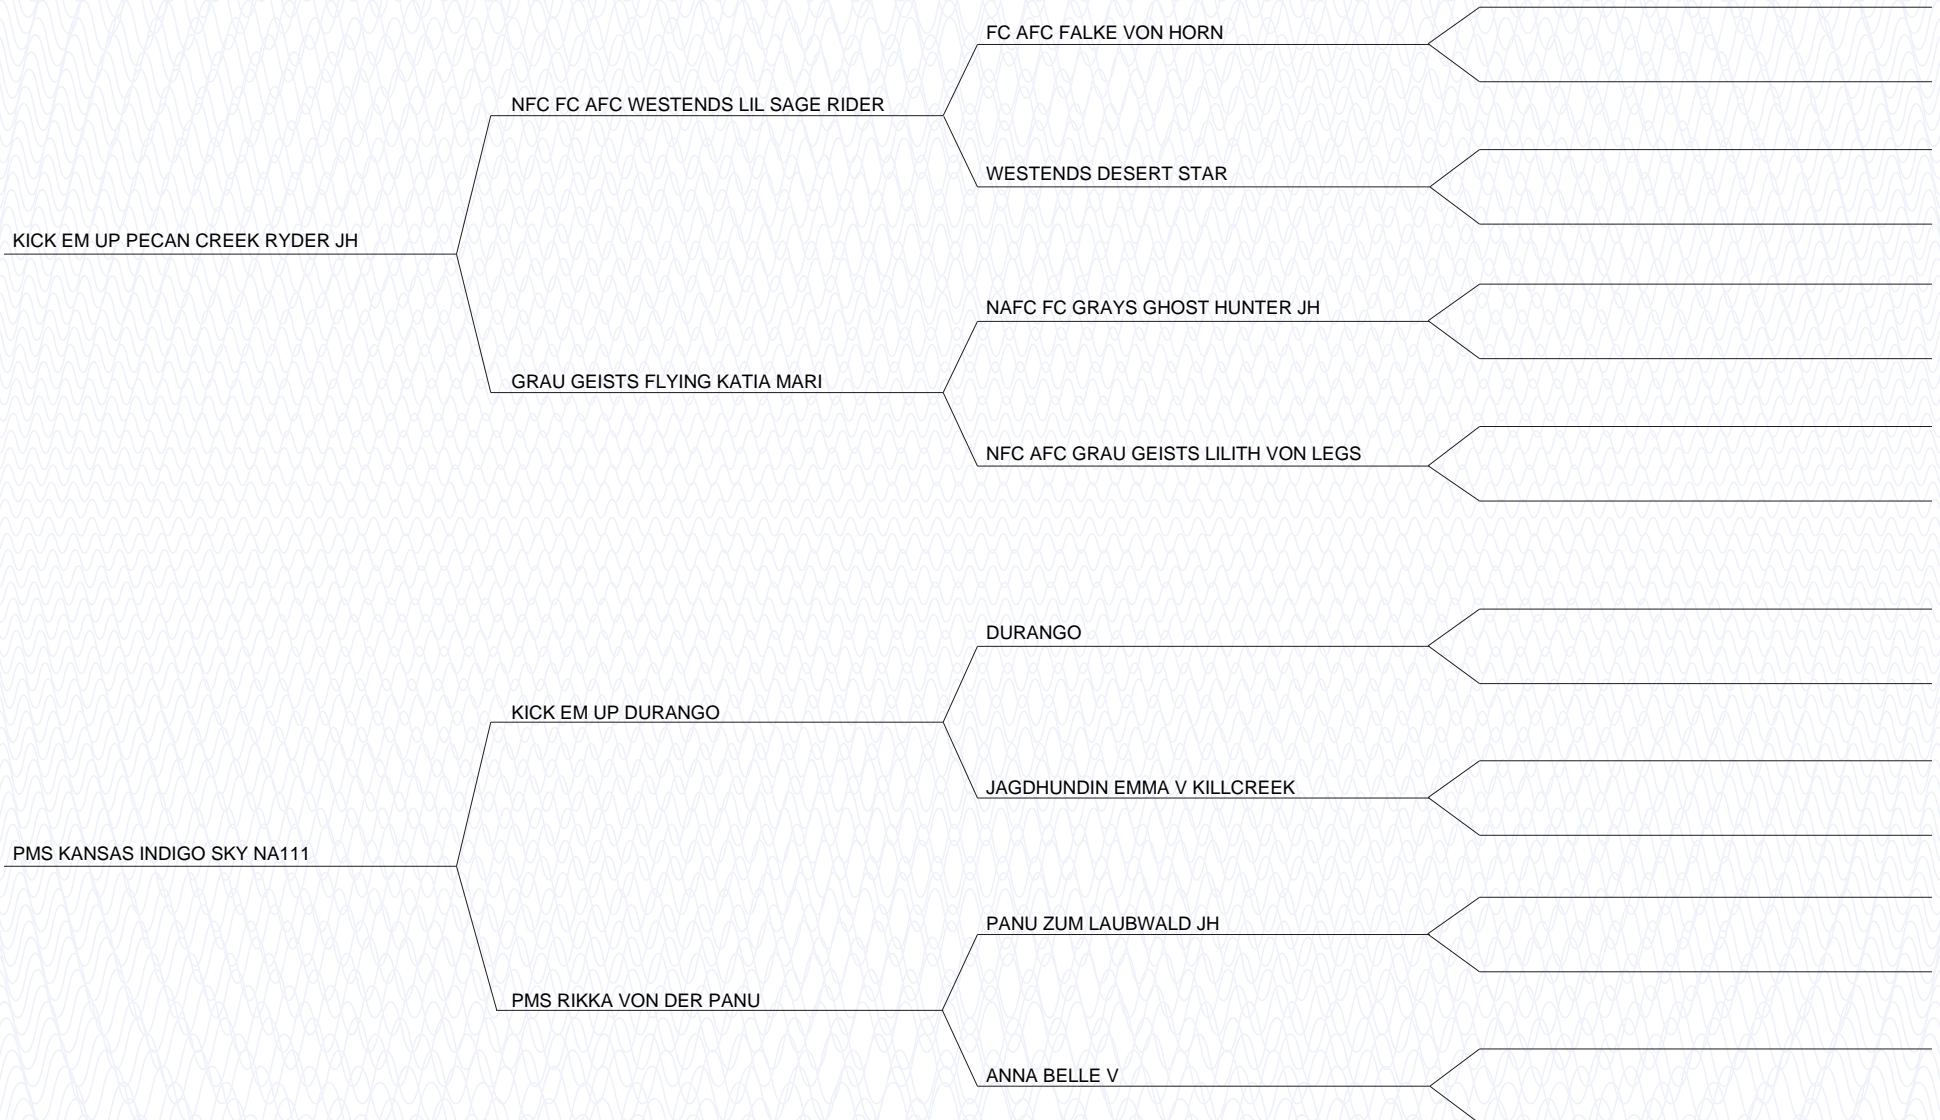 FC AFC FALKE VON HORN
NFC FC AFC WESTENDS LIL SAGE RIDER
WESTENDS DESERT STAR
KICK EM UP PECAN CREEK RYDER JH
NAFC FC GRAYS GHOST HUNTER JH
GRAU GEISTS FLYING KATIA MARI
NFC AFC GRAU GEISTS LILITH VON LEGS
DURANGO
KICK EM UP DURANGO
JAGDHUNDIN EMMA V KILLCREEK
PMS KANSAS INDIGO SKY NA111
PANU ZUM LAUBWALD JH
PMS RIKKA VON DER PANU
ANNA BELLE V